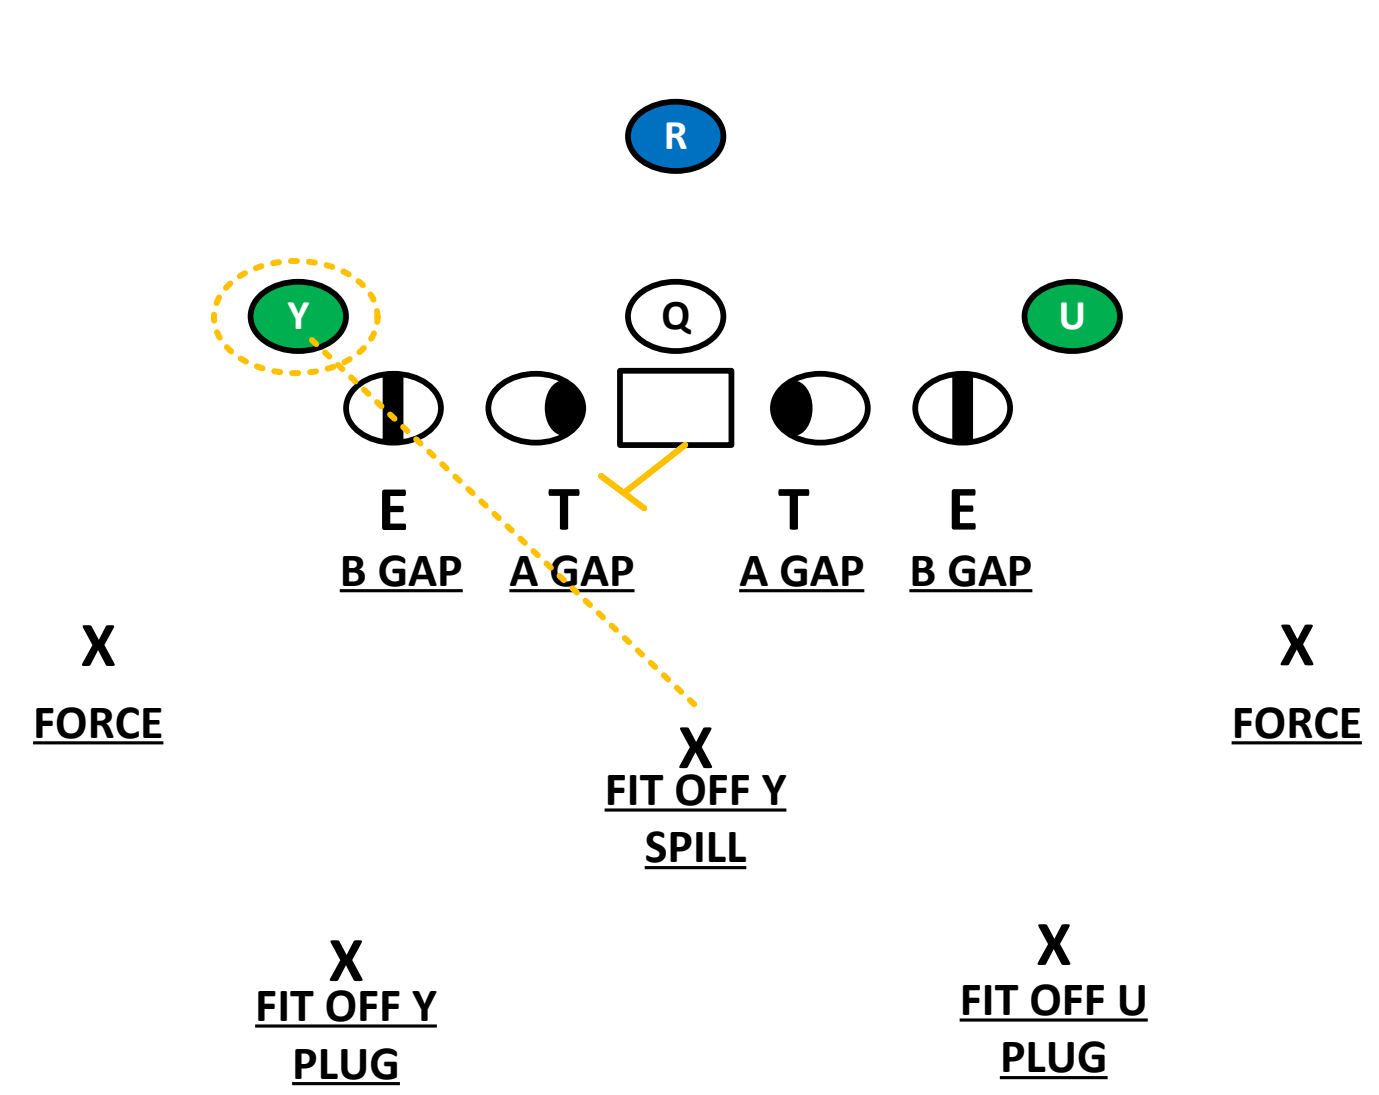 R
Y Q U
E T T E
B GAP A GAP A GAP B GAP
X X
FORCE FORCE
X
FIT OFF Y
SPILL
X X
FIT OFF Y FIT OFF U
PLUG PLUG